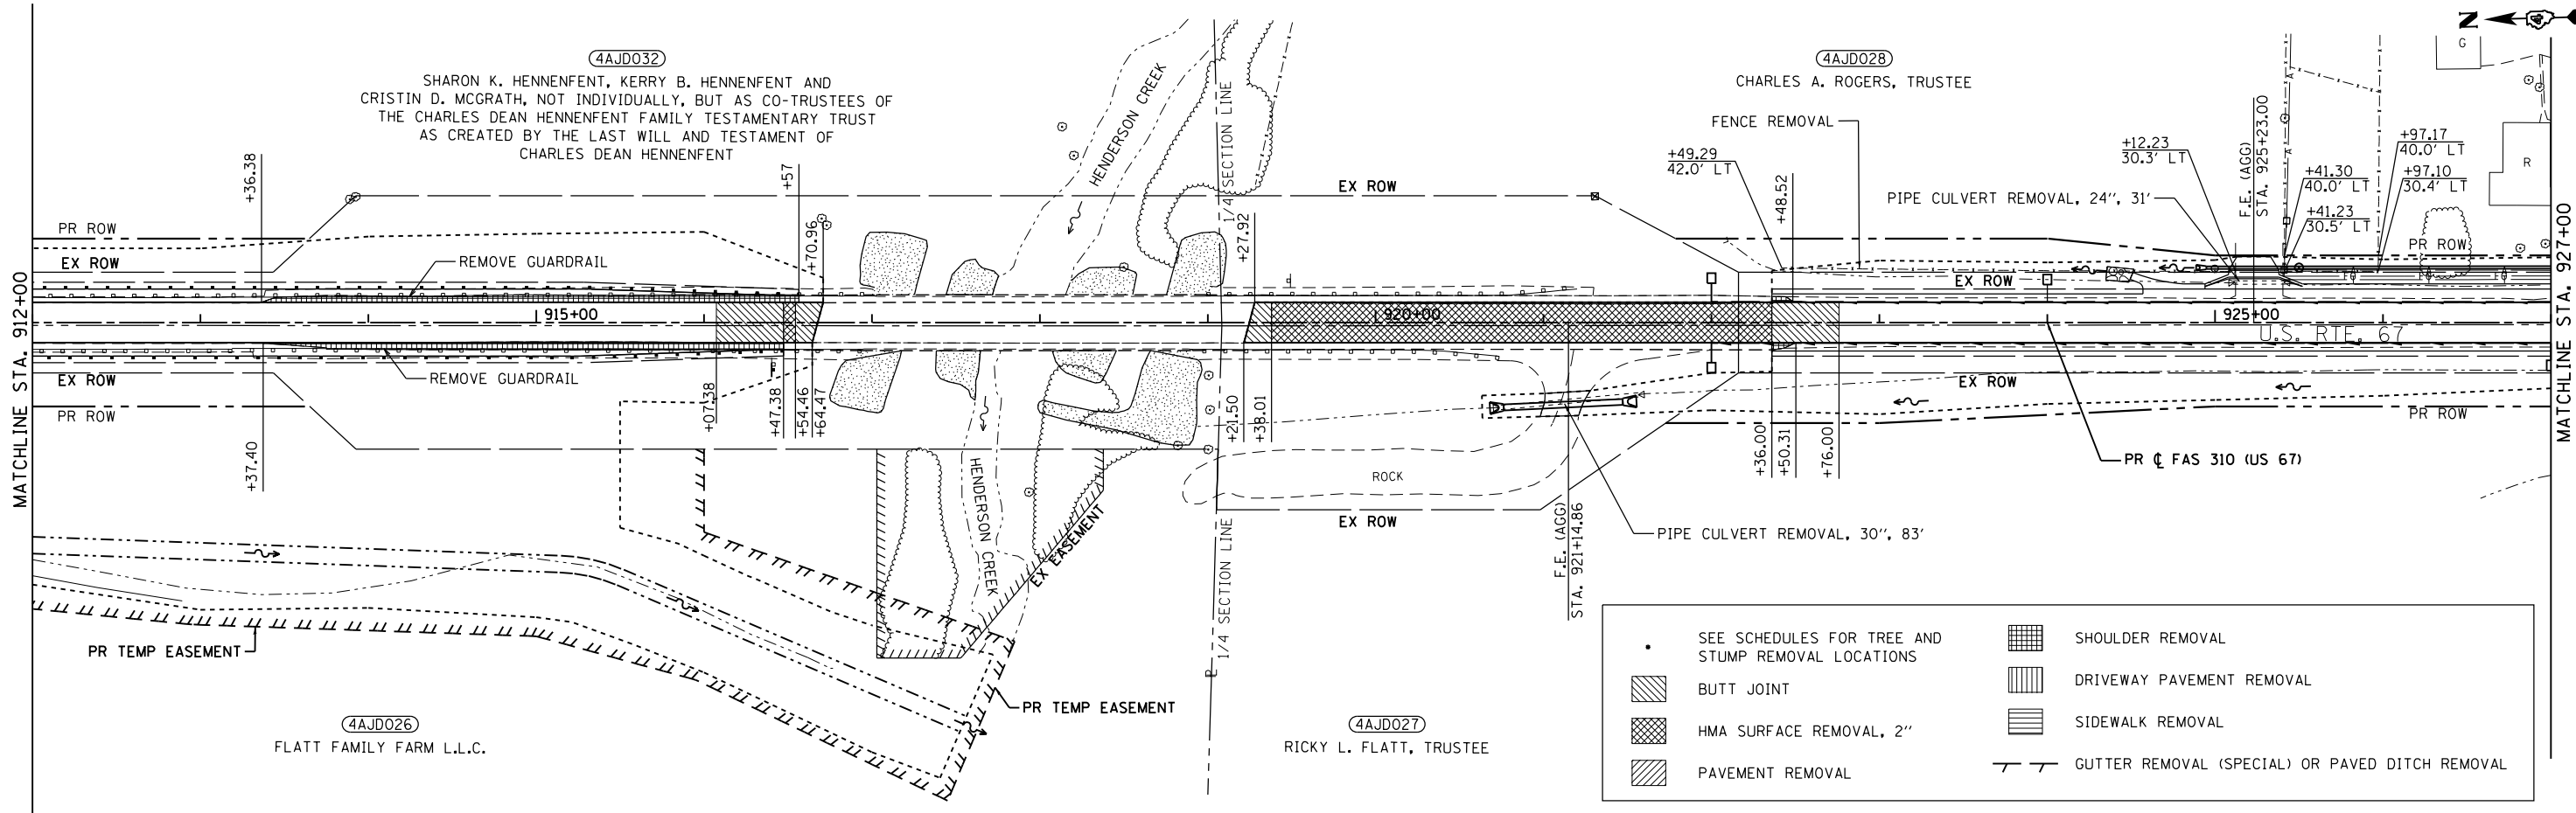 N
4AJD032
SHARON K. HENNENFENT, KERRY B. HENNENFENT AND
CRISTIN D. MCGRATH, NOT INDIVIDUALLY, BUT AS CO-TRUSTEES OF
THE CHARLES DEAN HENNENFENT FAMILY TESTAMENTARY TRUST
AS CREATED BY THE LAST WILL AND TESTAMENT OF
CHARLES DEAN HENNENFENT
4AJD028
CHARLES A. ROGERS, TRUSTEE
FENCE REMOVAL
G
R
HENDERSON CREEK
1/4 SECTION LINE
+36.38
+57
+70.96
+27.92
EX ROW
+49.29
42.0' LT
+48.52
+12.23
30.3' LT
PIPE CULVERT REMOVAL, 24", 31'
F.E. (AGG)
STA. 925+23.00
+41.30
40.0' LT
+41.23
30.5' LT
+97.17
40.0' LT
+97.10
30.4' LT
PR ROW
EX ROW
REMOVE GUARDRAIL
PR ROW
EX ROW
MATCHLINE STA. 912+00
915+00
920+00
925+00
U.S. RTE. 67
MATCHLINE STA. 927+00
EX ROW
REMOVE GUARDRAIL
PR ROW
EX ROW
PR ROW
+37.40
+07.38
+47.38
+54.46
+64.47
+21.50
+38.01
+36.00
+50.31
+76.00
PR ℄ FAS 310 (US 67)
ROCK
HENDERSON CREEK
EX EASEMENT
EX ROW
1/4 SECTION LINE
F.E. (AGG)
STA. 921+14.86
PIPE CULVERT REMOVAL, 30", 83'
PR TEMP EASEMENT
PR TEMP EASEMENT
4AJD026
FLATT FAMILY FARM L.L.C.
4AJD027
RICKY L. FLATT, TRUSTEE
SEE SCHEDULES FOR TREE AND
STUMP REMOVAL LOCATIONS
BUTT JOINT
HMA SURFACE REMOVAL, 2"
PAVEMENT REMOVAL
SHOULDER REMOVAL
DRIVEWAY PAVEMENT REMOVAL
SIDEWALK REMOVAL
GUTTER REMOVAL (SPECIAL) OR PAVED DITCH REMOVAL